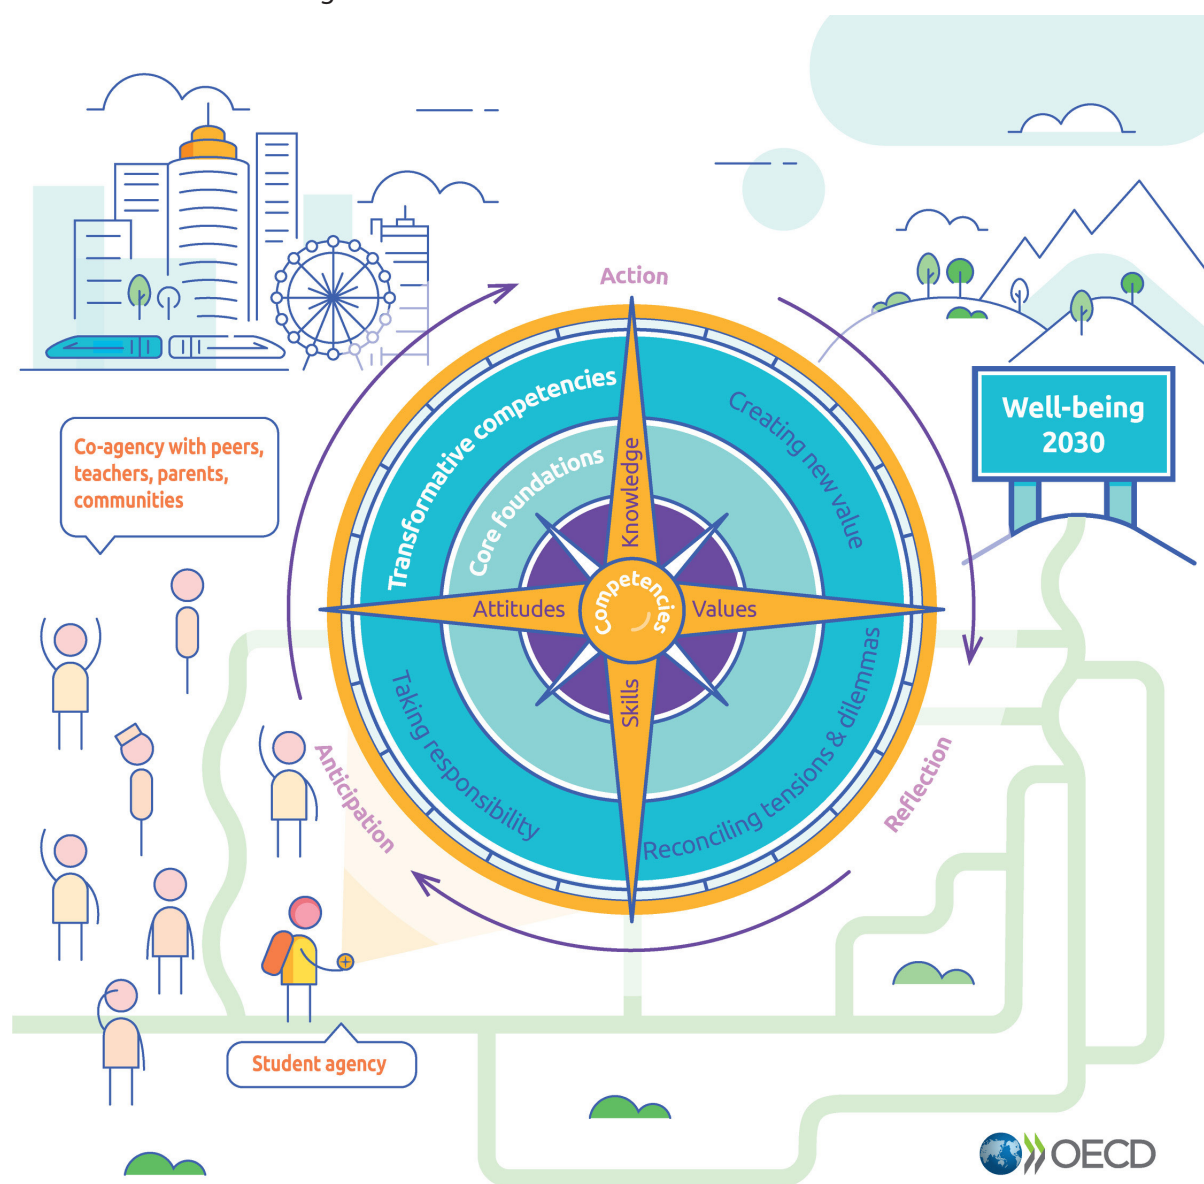 Action
Transformative competencies
Creating new value
Well-being
2030
Co-agency with peers,
teachers, parents,
communities
Core foundations
Knowledge
Competencies
Attitudes
Values
Skills
Taking responsibility
Reconciling tensions & dilemmas
Anticipation
Reflection
Student agency
OECD